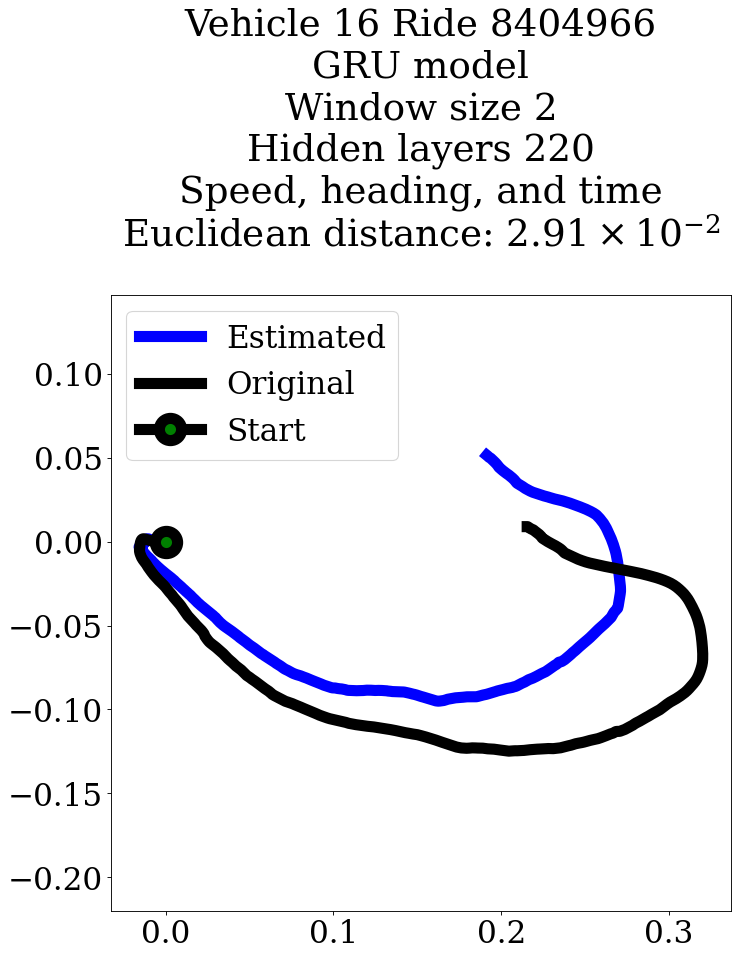 Vehicle 16 Ride 8404966
GRU model
Window size 2
Hidden layers 220
Speed, heading, and time
Euclidean distance: 2.91 × 10⁻²
Estimated
Original
Start
0.10
0.05
0.00
−0.05
−0.10
−0.15
−0.20
0.0 0.1 0.2 0.3